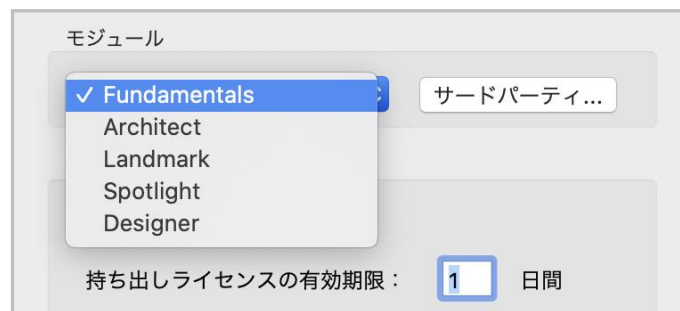 モジュール
✓ Fundamentals
サードパーティ...
Architect
Landmark
Spotlight
Designer
持ち出しライセンスの有効期限： 1 日間